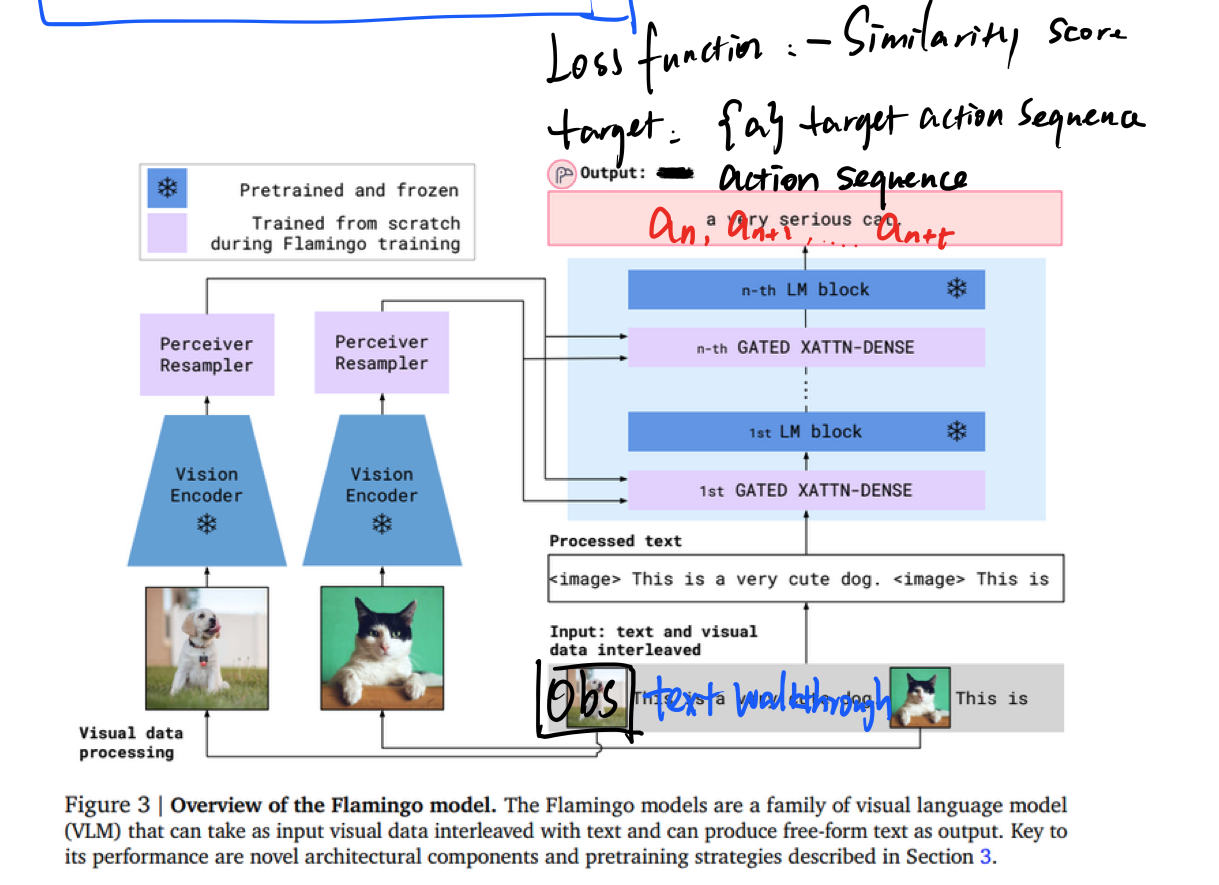 Loss function : - Similarity score
target: {a} target action sequence
Output: action sequence
a very serious cat.
an, an+1, .... an+t
Pretrained and frozen
Trained from scratch
during Flamingo training
n-th LM block
n-th GATED XATTN-DENSE
1st LM block
1st GATED XATTN-DENSE
Perceiver
Resampler
Perceiver
Resampler
Vision
Encoder
Vision
Encoder
Processed text
<image> This is a very cute dog. <image> This is
Input: text and visual
data interleaved
Obs
text walkthrough
This is a very cute dog.
This is
Visual data
processing
Figure 3 | Overview of the Flamingo model. The Flamingo models are a family of visual language model
(VLM) that can take as input visual data interleaved with text and can produce free-form text as output. Key to
its performance are novel architectural components and pretraining strategies described in Section 3.